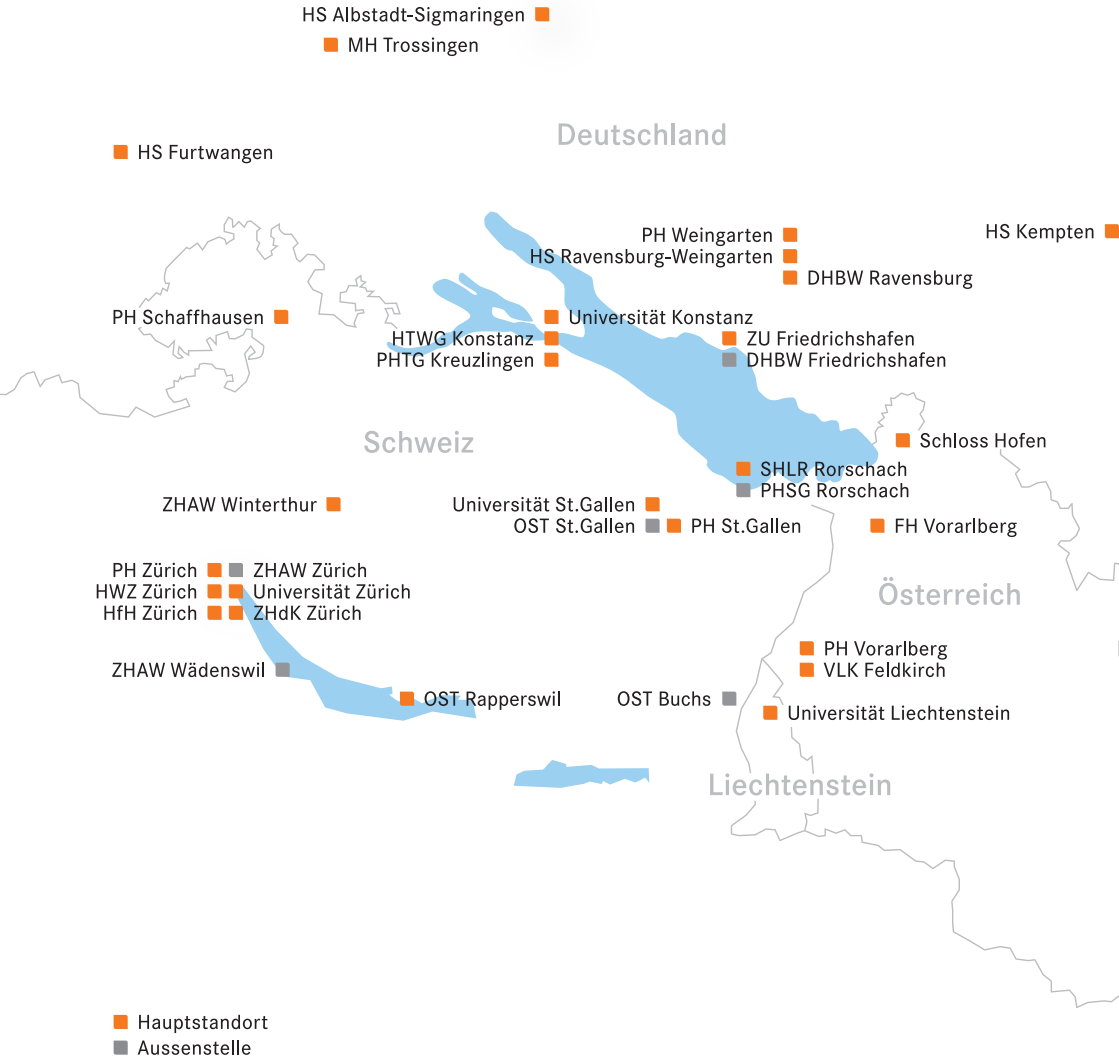 HS Albstadt-Sigmaringen
MH Trossingen
Deutschland
HS Furtwangen
PH Weingarten
HS Kempten
HS Ravensburg-Weingarten
DHBW Ravensburg
PH Schaffhausen
Universität Konstanz
HTWG Konstanz
ZU Friedrichshafen
PHTG Kreuzlingen
DHBW Friedrichshafen
Schweiz
Schloss Hofen
SHLR Rorschach
PHSG Rorschach
ZHAW Winterthur
Universität St.Gallen
OST St.Gallen
PH St.Gallen
FH Vorarlberg
PH Zürich
ZHAW Zürich
HWZ Zürich
Universität Zürich
Österreich
HfH Zürich
ZHdK Zürich
PH Vorarlberg
ZHAW Wädenswil
VLK Feldkirch
OST Rapperswil
OST Buchs
Universität Liechtenstein
Liechtenstein
Hauptstandort
Aussenstelle